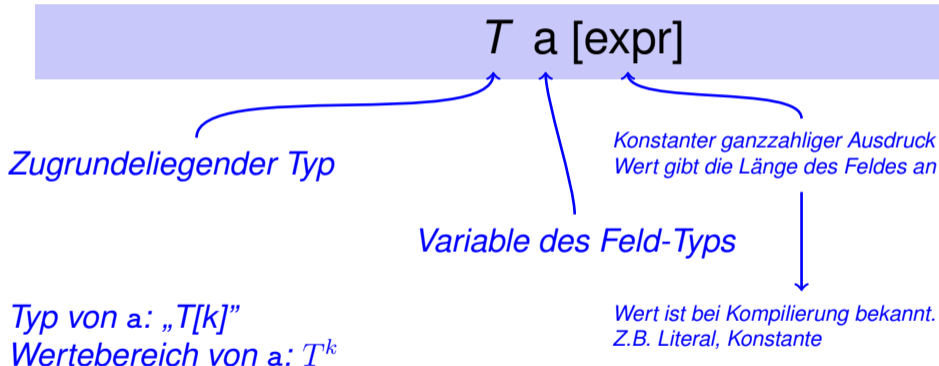 T a [expr]
Zugrundeliegender Typ
Konstanter ganzzahliger Ausdruck
Wert gibt die Länge des Feldes an
Variable des Feld-Typs
Typ von a: „T[k]”
Wertebereich von a: T^k
Wert ist bei Kompilierung bekannt.
Z.B. Literal, Konstante